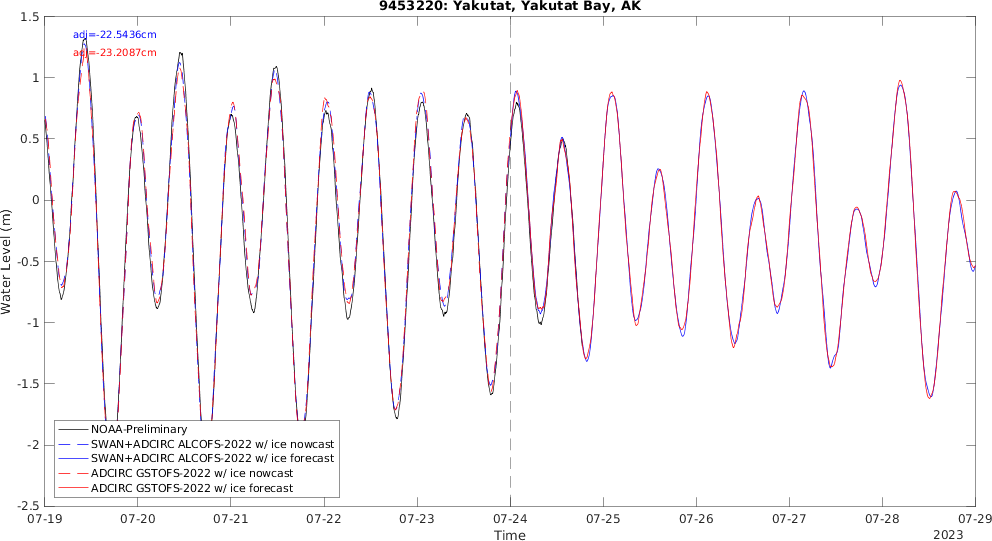 9453220: Yakutat, Yakutat Bay, AK
adj=-22.5436cm
adj=-23.2087cm
1.5
1
0.5
0
-0.5
-1
-1.5
-2
-2.5
Water Level (m)
NOAA-Preliminary
SWAN+ADCIRC ALCOFS-2022 w/ ice nowcast
SWAN+ADCIRC ALCOFS-2022 w/ ice forecast
ADCIRC GSTOFS-2022 w/ ice nowcast
ADCIRC GSTOFS-2022 w/ ice forecast
07-19 07-20 07-21 07-22 07-23 07-24 07-25 07-26 07-27 07-28 07-29
Time
2023